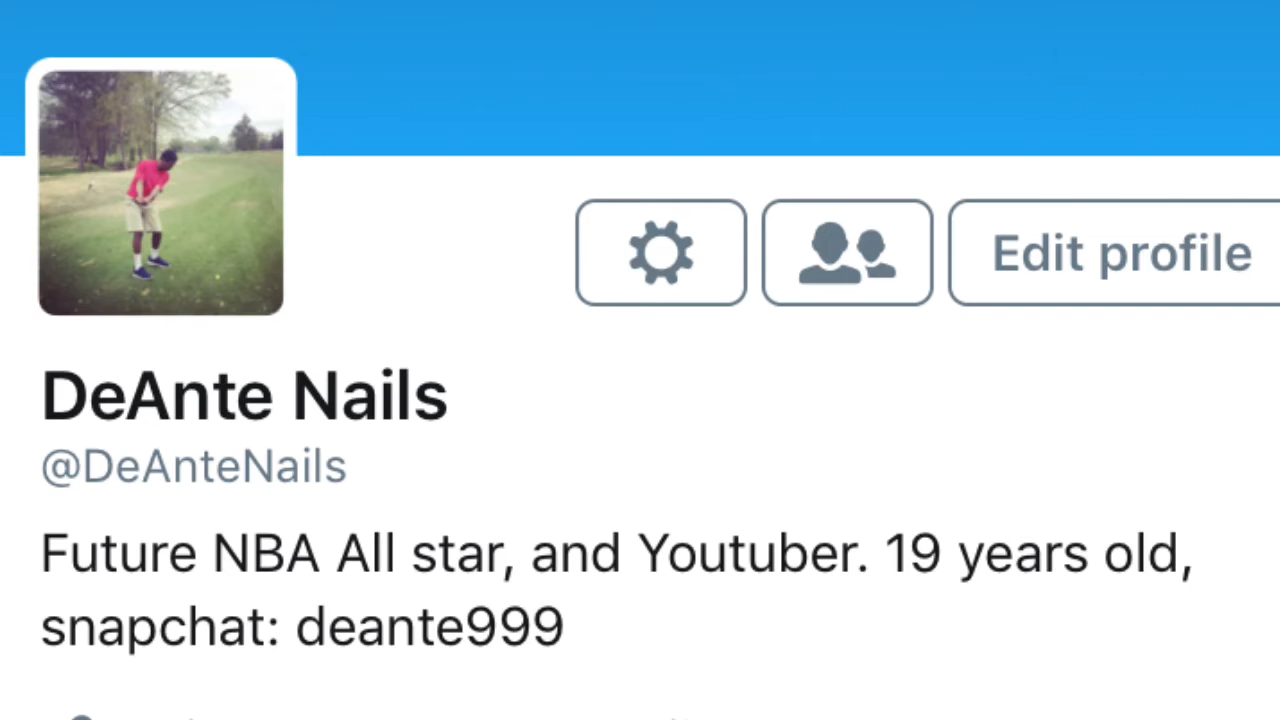 Edit profile
DeAnte Nails
@DeAnteNails
Future NBA All star, and Youtuber. 19 years old,
snapchat: deante999